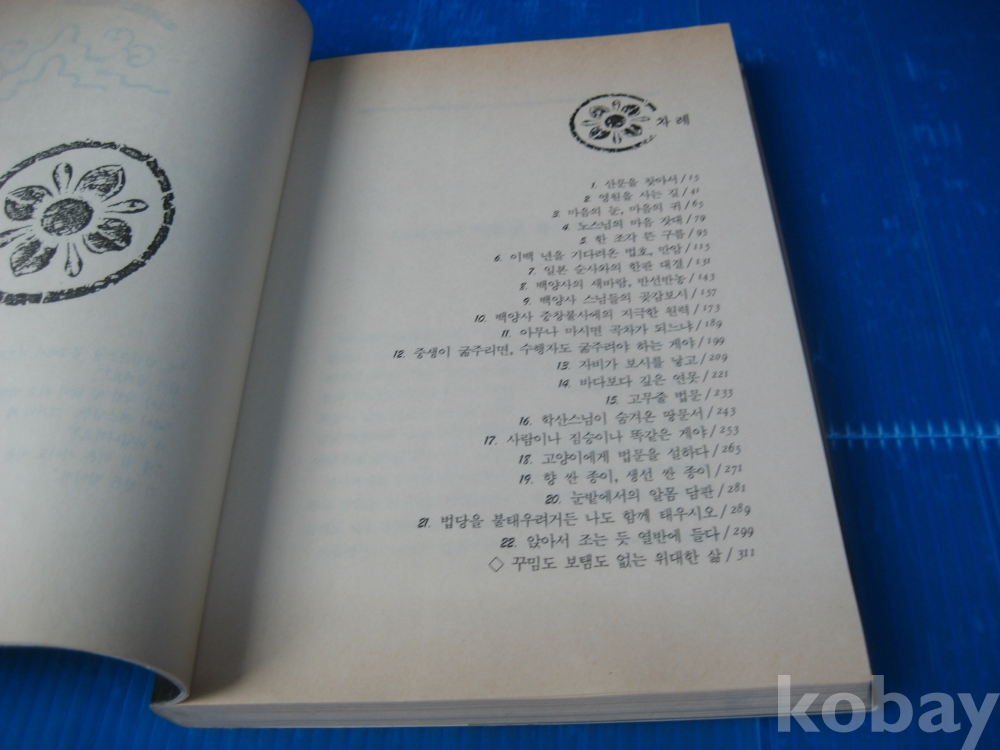 차례
1. 산문을 찾아서/15
2. 영원을 사는 길/41
3. 마음의 눈, 마음의 귀/65
4. 노스님의 마음 잣대/79
5. 한 조각 뜬 구름/95
6. 이백 년을 기다려온 법호, 만암/115
7. 일본 순사와의 한판 대결/131
8. 백양사의 새바람, 반선반농/143
9. 백양사 스님들의 곶감보시/157
10. 백양사 중창불사에의 지극한 원력/173
11. 아무나 마시면 곡차가 되느냐/189
12. 중생이 굶주리면, 수행자도 굶주려야 하는 게야/199
13. 자비가 보시를 낳고/209
14. 바다보다 깊은 연못/221
15. 고무줄 법문/233
16. 학산스님이 숨겨온 땅문서/243
17. 사람이나 짐승이나 똑같은 게야/253
18. 고양이에게 법문을 설하다/265
19. 향 싼 종이, 생선 싼 종이/271
20. 눈밭에서의 알몸 담판/281
21. 법당을 불태우려거든 나도 함께 태우시오/289
22. 앉아서 조는 듯 열반에 들다/299
◇ 꾸밈도 보탬도 없는 위대한 삶/311
kobay